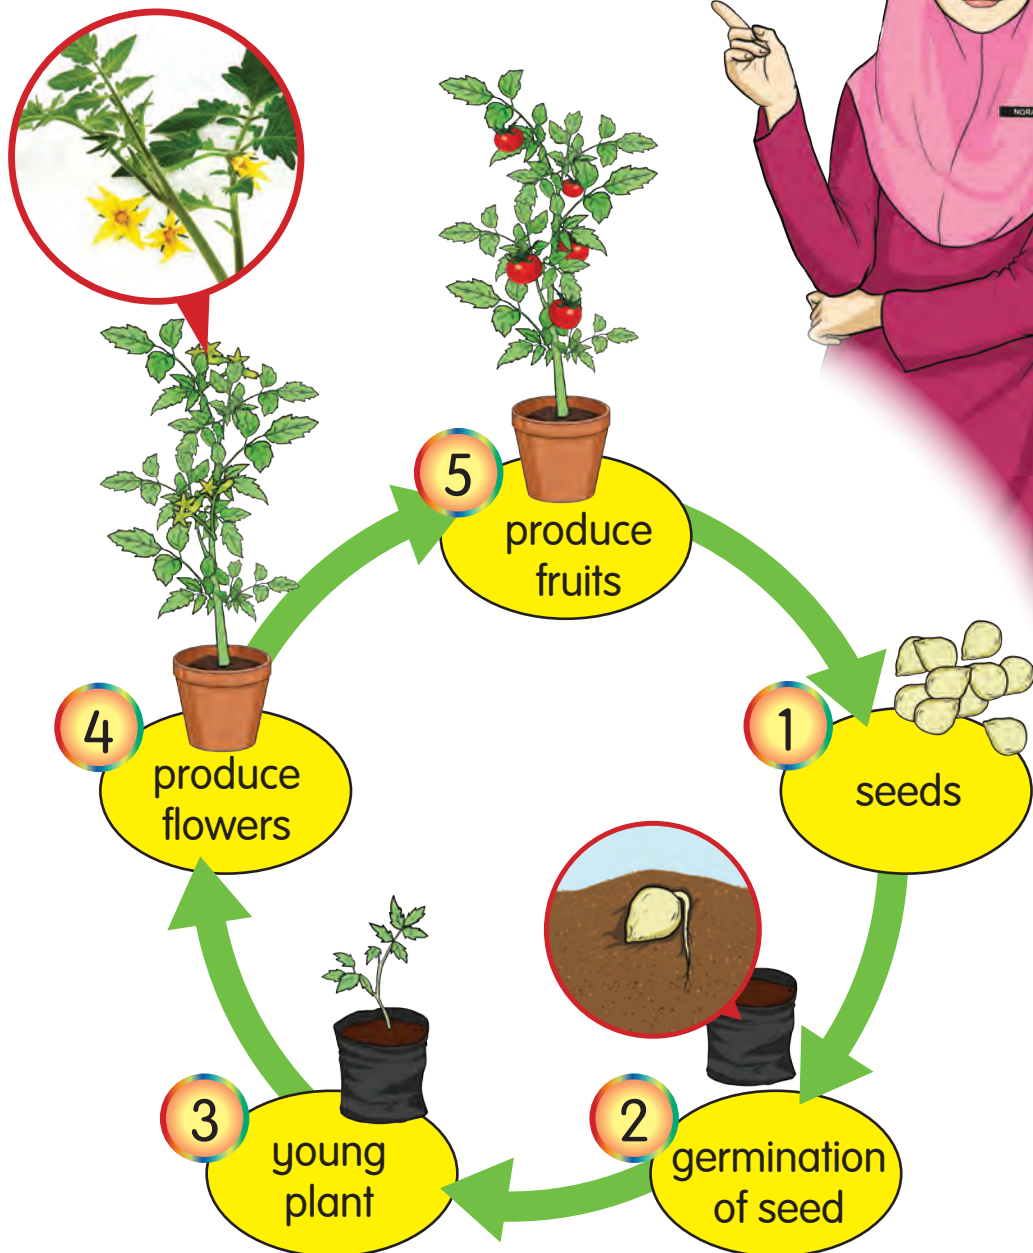 5
produce
fruits
1
seeds
2
germination
of seed
3
young
plant
4
produce
flowers